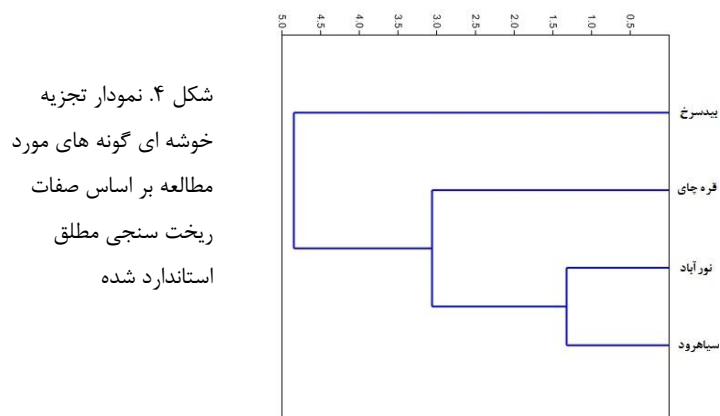 5.0
4.5
4.0
3.5
3.0
2.5
2.0
1.5
1.0
0.5
شکل ۴. نمودار تجزیه
خوشه ای گونه های مورد
مطالعه بر اساس صفات
ریخت سنجی مطلق
استاندارد شده
بیدسرخ
قره چای
نورآباد
سیاهرود